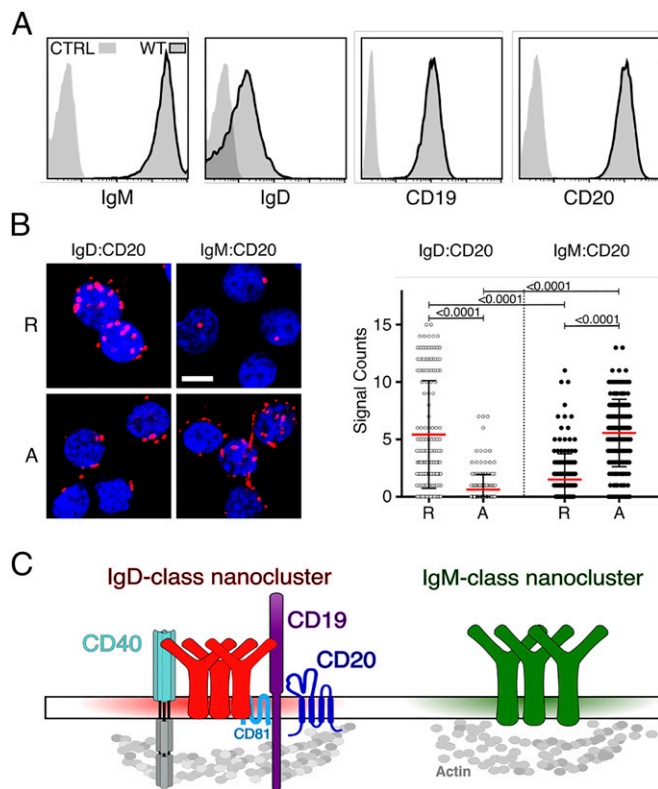 A
CTRL WT
IgM IgD CD19 CD20
B
IgD:CD20 IgM:CD20
R
A
IgD:CD20 IgM:CD20
<0.0001
<0.0001
<0.0001 <0.0001
Signal Counts
15
10
5
0
R A R A
C
IgD-class nanocluster IgM-class nanocluster
CD40 CD19
CD20
CD81
Actin